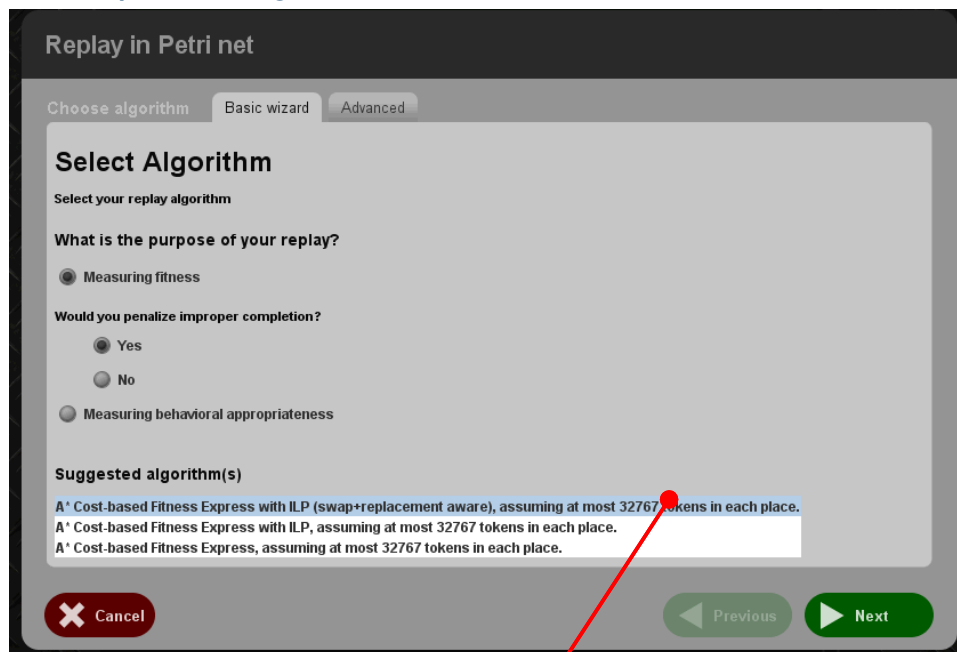 Replay in Petri net
Choose algorithm Basic wizard Advanced
Select Algorithm
Select your replay algorithm
What is the purpose of your replay?
Measuring fitness
Would you penalize improper completion?
Yes
No
Measuring behavioral appropriateness
Suggested algorithm(s)
A* Cost-based Fitness Express with ILP (swap+replacement aware), assuming at most 32767 tokens in each place.
A* Cost-based Fitness Express with ILP, assuming at most 32767 tokens in each place.
A* Cost-based Fitness Express, assuming at most 32767 tokens in each place.
Cancel Previous Next